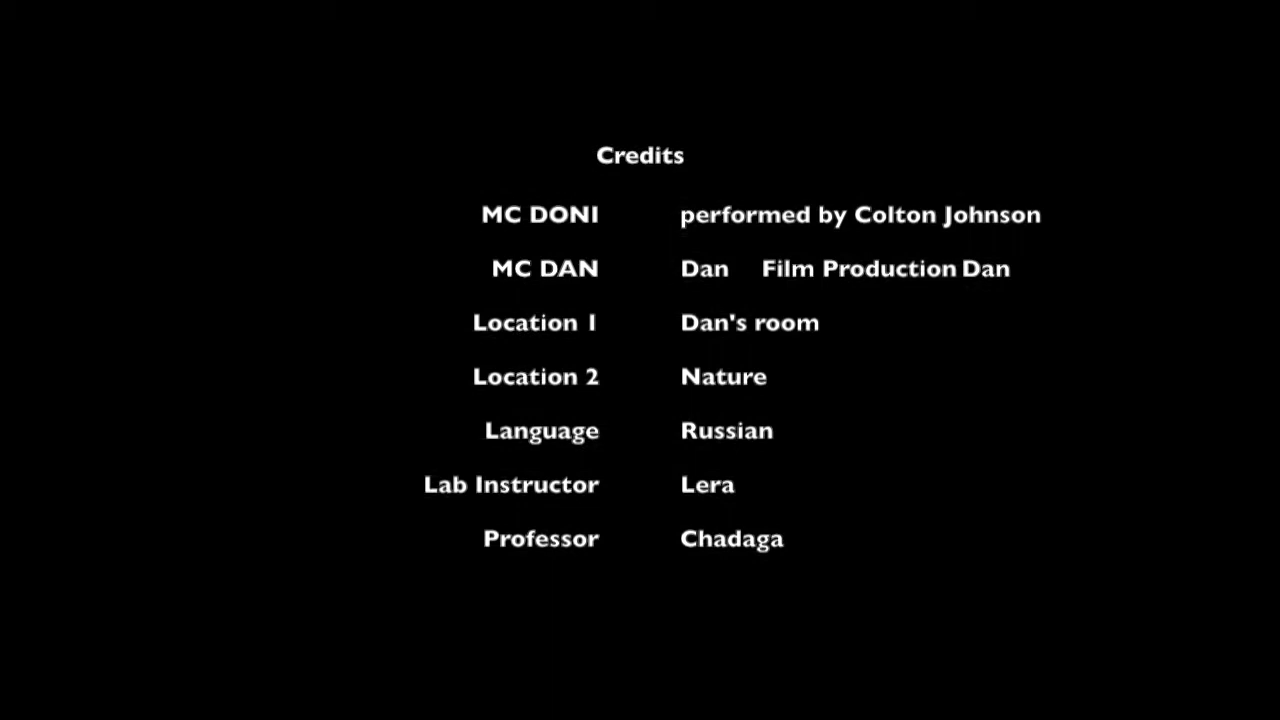 Credits
MC DONI performed by Colton Johnson
MC DAN Dan Film Production Dan
Location 1 Dan's room
Location 2 Nature
Language Russian
Lab Instructor Lera
Professor Chadaga